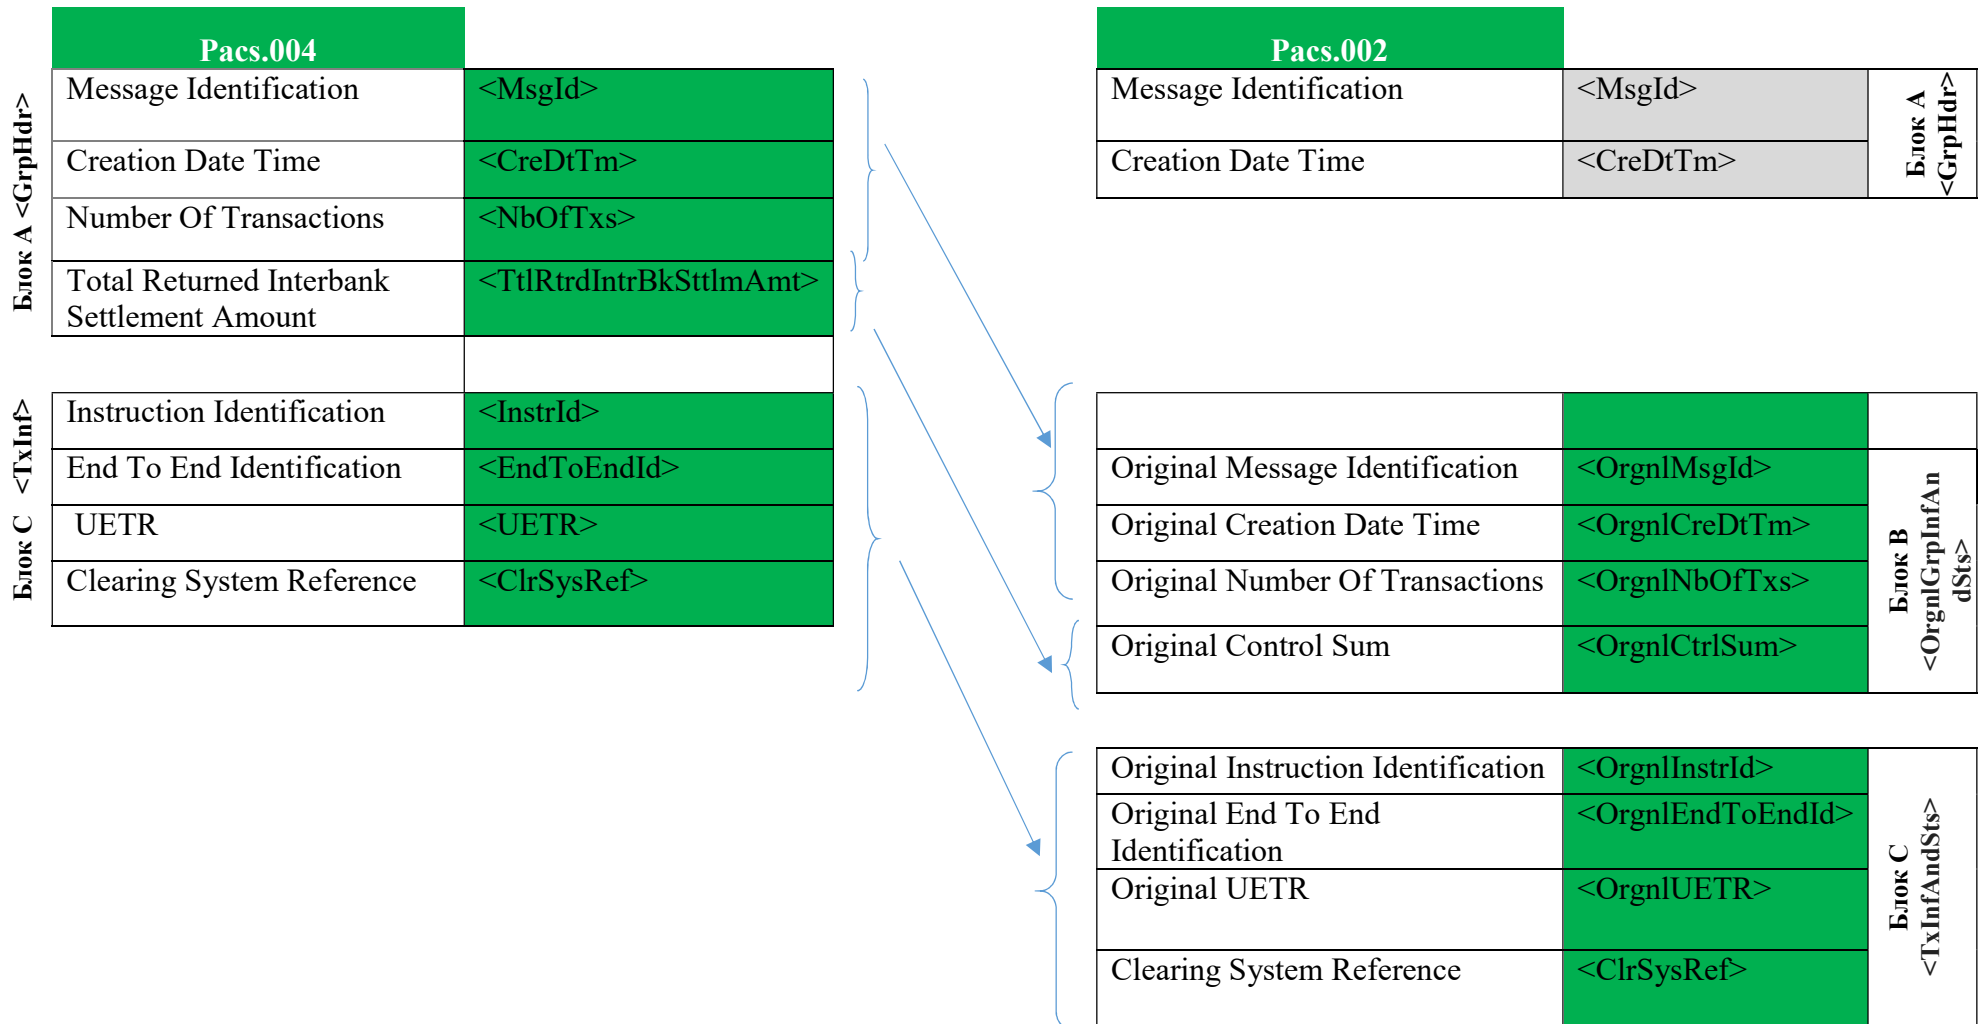 Pacs.004
Блок А <GrpHdr>
Message Identification <MsgId>
Creation Date Time <CreDtTm>
Number Of Transactions <NbOfTxs>
Total Returned Interbank <TtlRtrdIntrBkSttlmAmt>
Settlement Amount
Блок С <TxInf>
Instruction Identification <InstrId>
End To End Identification <EndToEndId>
UETR <UETR>
Clearing System Reference <ClrSysRef>
Pacs.002
Message Identification <MsgId>
Creation Date Time <CreDtTm>
Блок А
<GrpHdr>
Original Message Identification <OrgnlMsgId>
Original Creation Date Time <OrgnlCreDtTm>
Original Number Of Transactions <OrgnlNbOfTxs>
Original Control Sum <OrgnlCtrlSum>
Блок В
<OrgnlGrpInfAn
dSts>
Original Instruction Identification <OrgnlInstrId>
Original End To End <OrgnlEndToEndId>
Identification
Original UETR <OrgnlUETR>
Clearing System Reference <ClrSysRef>
Блок С
<TxInfAndSts>